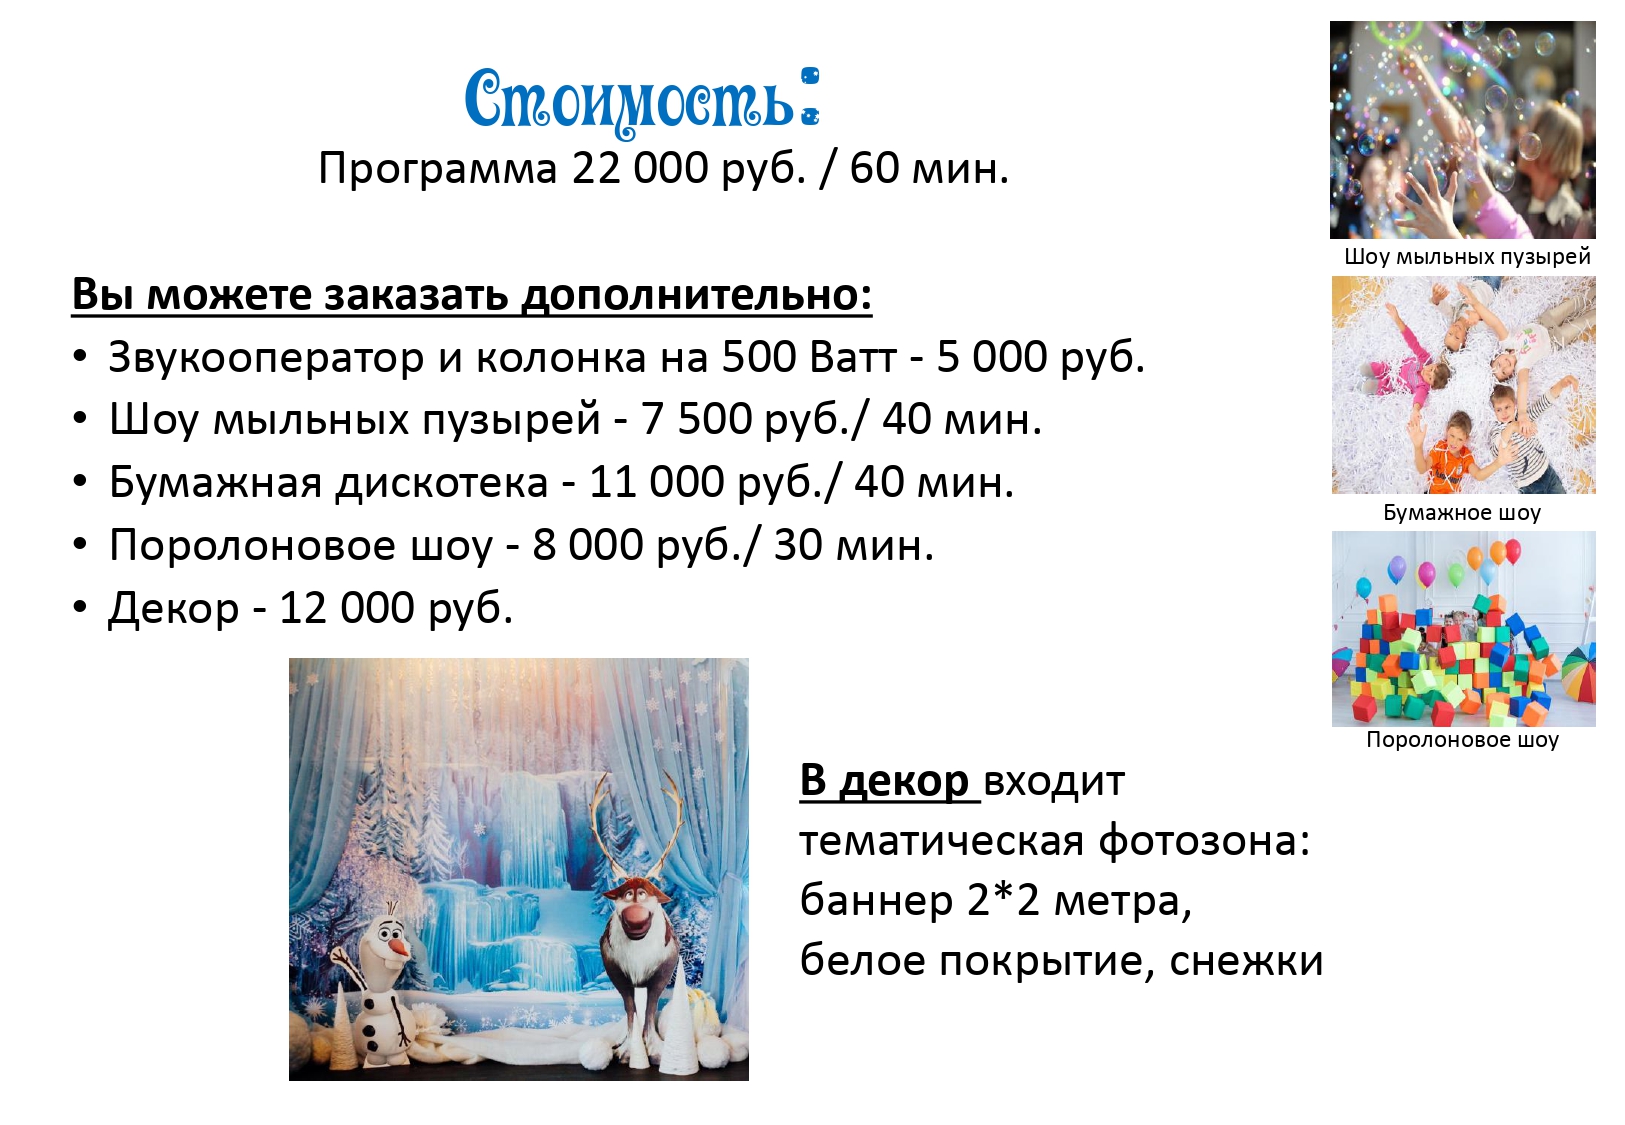 Стоимость:
Программа 22 000 руб. / 60 мин.
Вы можете заказать дополнительно:
• Звукооператор и колонка на 500 Ватт - 5 000 руб.
• Шоу мыльных пузырей - 7 500 руб./ 40 мин.
• Бумажная дискотека - 11 000 руб./ 40 мин.
• Поролоновое шоу - 8 000 руб./ 30 мин.
• Декор - 12 000 руб.
В декор входит
тематическая фотозона:
баннер 2*2 метра,
белое покрытие, снежки
Шоу мыльных пузырей
Бумажное шоу
Поролоновое шоу